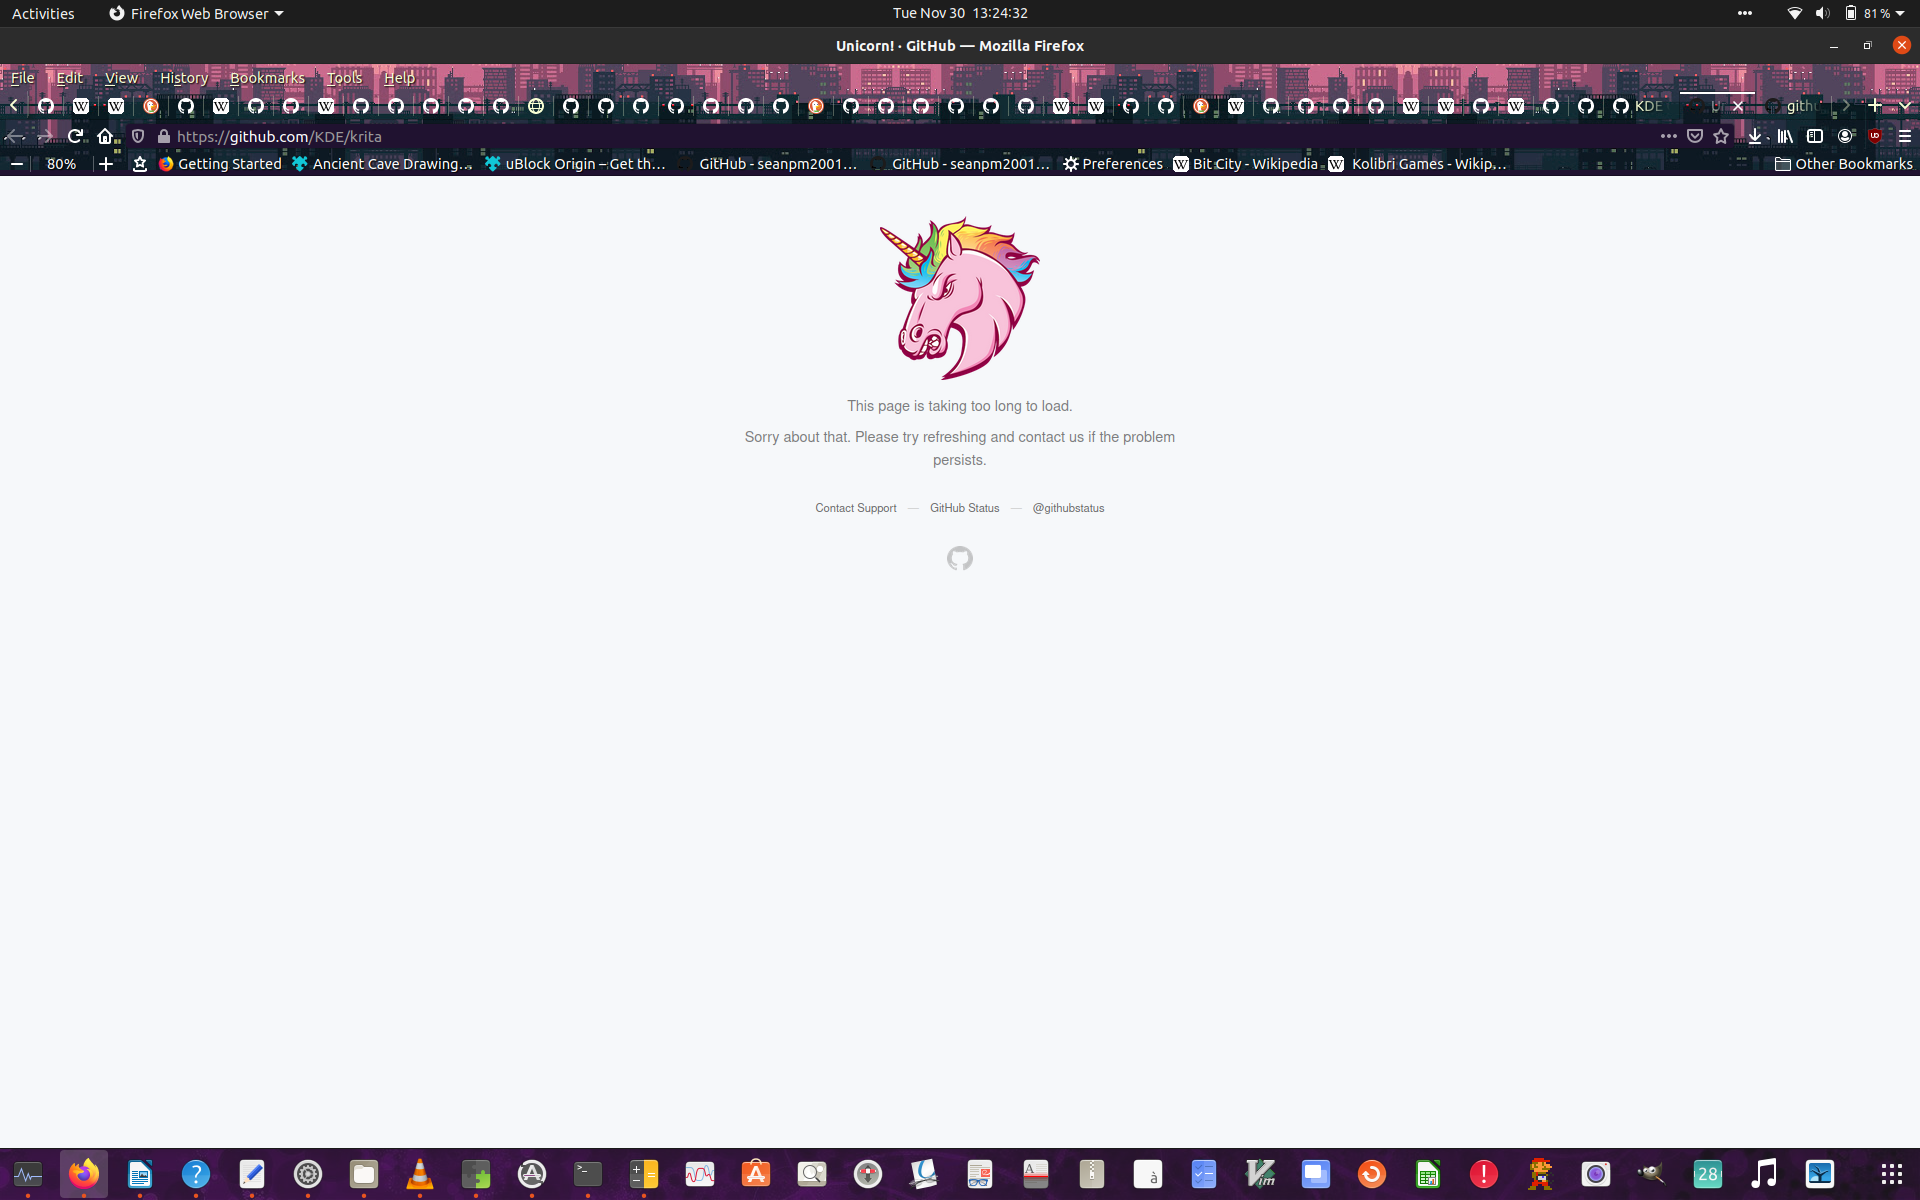 Activities
Firefox Web Browser
Tue Nov 30 13:24:32
81%
Unicorn! · GitHub — Mozilla Firefox
File Edit View History Bookmarks Tools Help
KDE
https://github.com/KDE/krita
80%
Getting Started
Ancient Cave Drawing...
uBlock Origin – Get th...
GitHub - seanpm2001...
GitHub - seanpm2001...
Preferences
Bit City - Wikipedia
Kolibri Games - Wikip...
Other Bookmarks
This page is taking too long to load.
Sorry about that. Please try refreshing and contact us if the problem
persists.
Contact Support — GitHub Status — @githubstatus
28